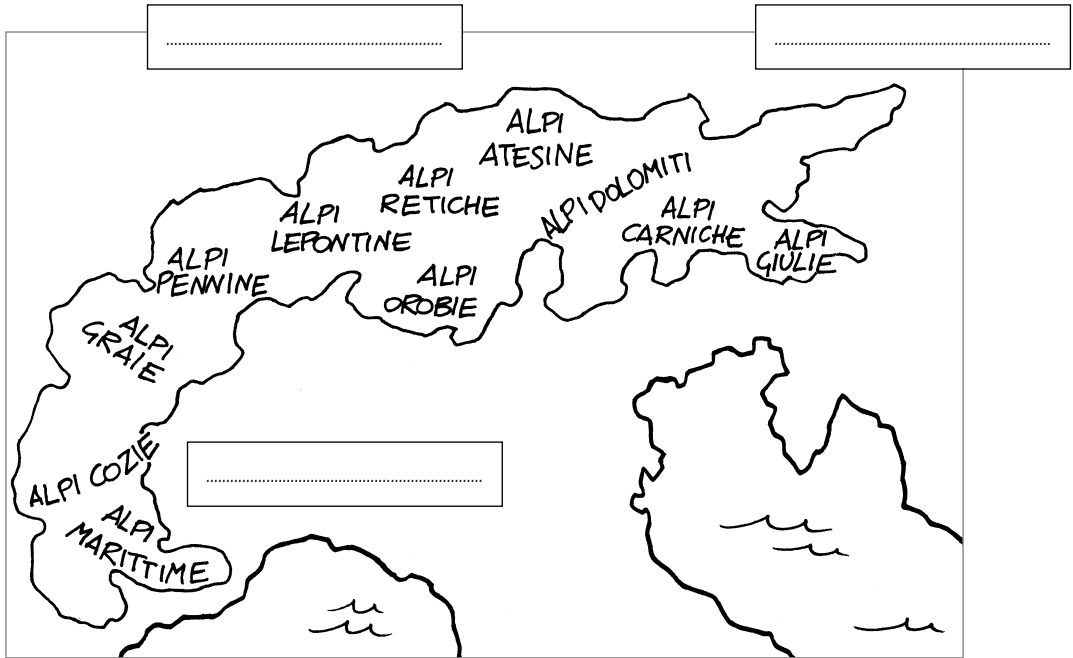 ALPI
ATESINE
ALPI DOLOMITI
ALPI
RETICHE
ALPI
LEPONTINE
ALPI
CARNICHE
ALPI
GIULIE
ALPI
PENNINE
ALPI
OROBIE
ALPI
GRAIE
ALPI COZIE
ALPI
MARITTIME